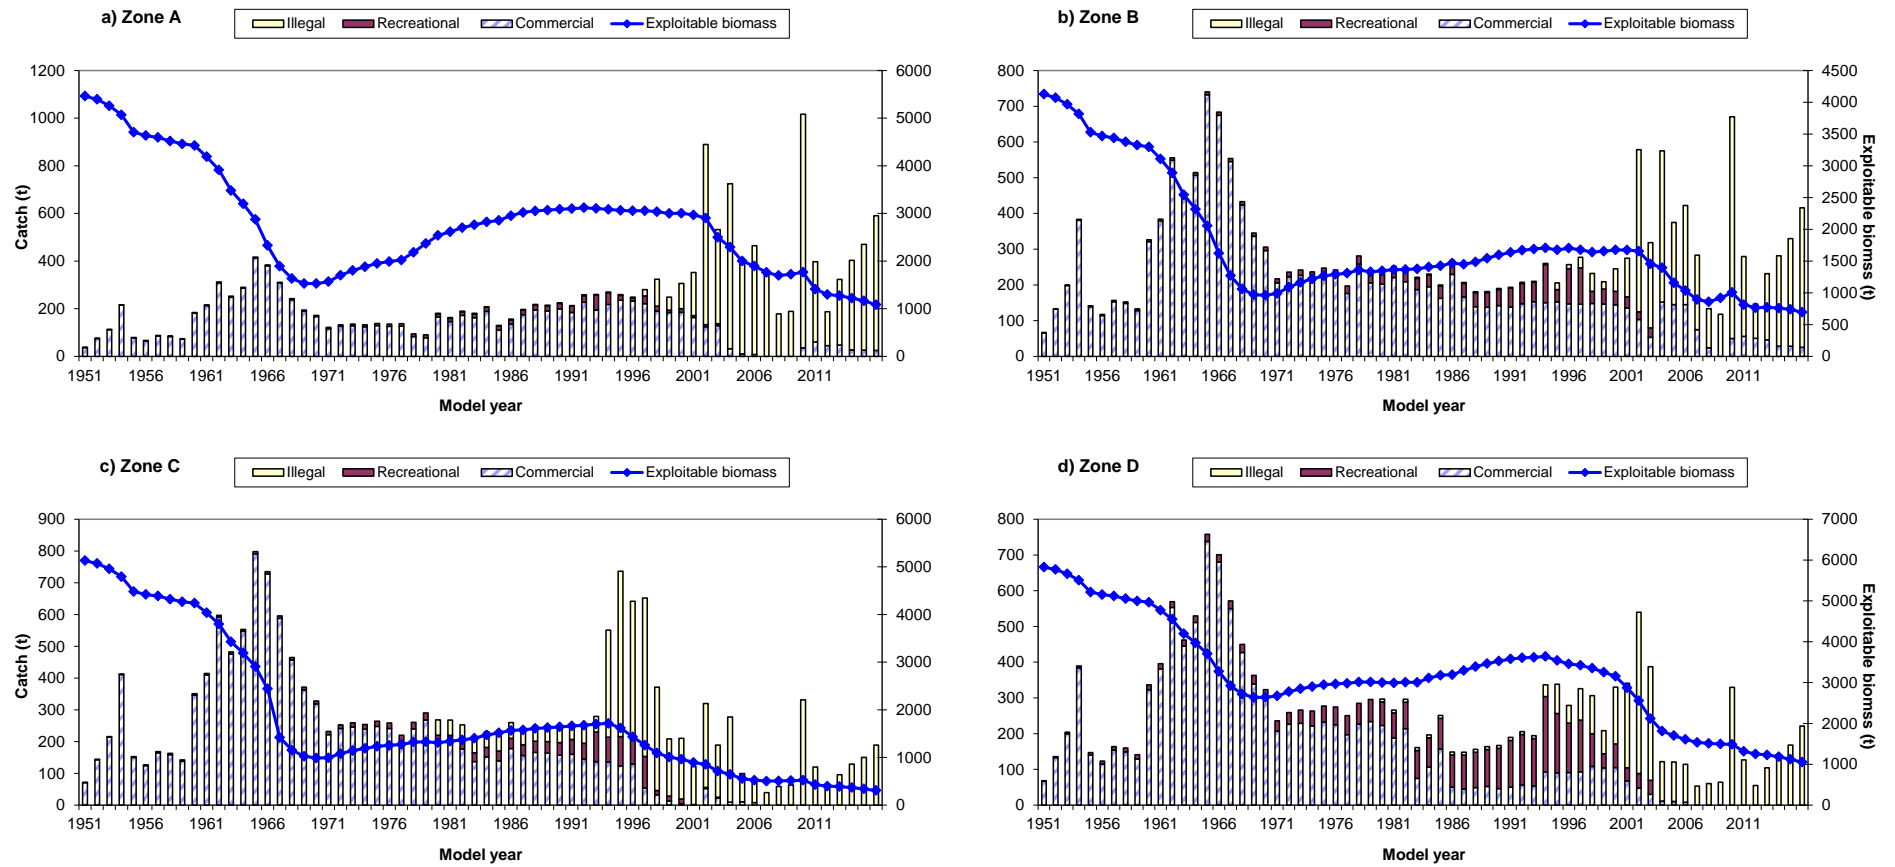 a) Zone A
Illegal Recreational Commercial Exploitable biomass
1200 6000
1000 5000
800 4000
600 3000
400 2000
200 1000
0 0
Catch (t)
1951 1956 1961 1966 1971 1976 1981 1986 1991 1996 2001 2006 2011
Model year
b) Zone B
Illegal Recreational Commercial Exploitable biomass
800 4500
700 4000
600 3500
500 3000
400 2500
300 2000
200 1500
100 1000
0 500
0
Exploitable biomss (t)
1951 1956 1961 1966 1971 1976 1981 1986 1991 1996 2001 2006 2011
Model year
c) Zone C
Illegal Recreational Commercial Exploitable biomass
900 6000
800 5000
700 4000
600 3000
500 2000
400 1000
300 0
200
100
0
Catch (t)
1951 1956 1961 1966 1971 1976 1981 1986 1991 1996 2001 2006 2011
Model year
d) Zone D
Illegal Recreational Commercial Exploitable biomass
800 7000
700 6000
600 5000
500 4000
400 3000
300 2000
200 1000
100 0
0
Exploitable biomss (t)
1951 1956 1961 1966 1971 1976 1981 1986 1991 1996 2001 2006 2011
Model year